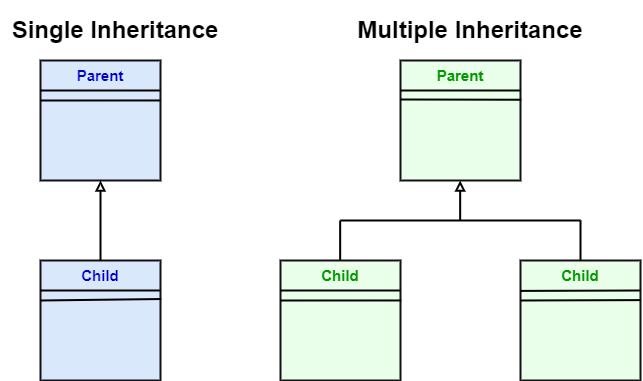 Single Inheritance
Multiple Inheritance
Parent
Parent
Child
Child
Child